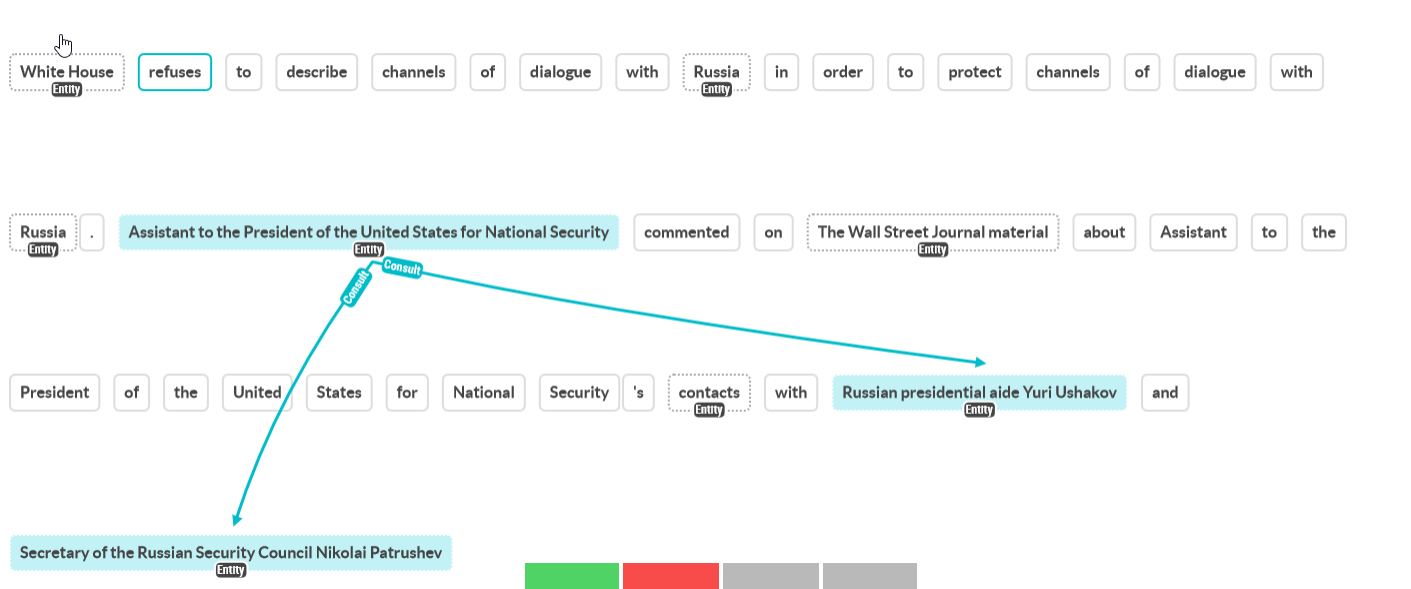 White House refuses to describe channels of dialogue with Russia in order to protect channels of dialogue with
Entity Entity
Russia . Assistant to the President of the United States for National Security commented on The Wall Street Journal material about Assistant to the
Entity Entity Entity
Consult Consult
President of the United States for National Security 's contacts with Russian presidential aide Yuri Ushakov and
Entity Entity
Secretary of the Russian Security Council Nikolai Patrushev
Entity